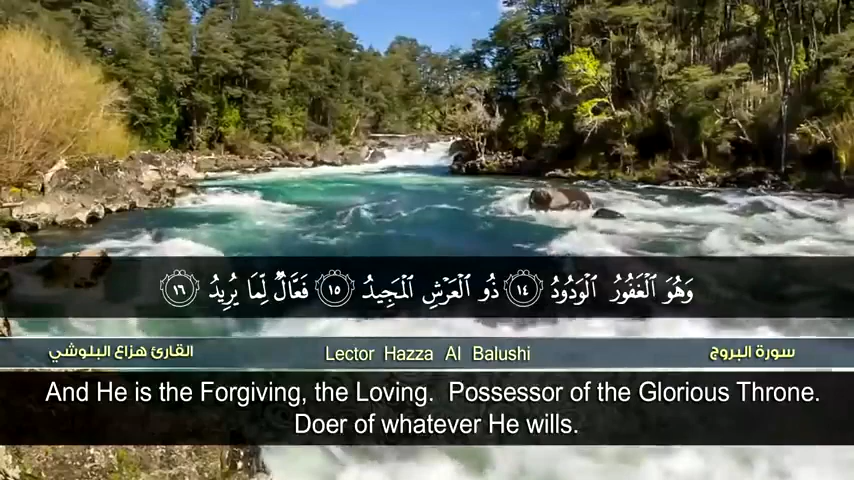 وَهُوَ ٱلْغَفُورُ ٱلْوَدُودُ ١٤ ذُو ٱلْعَرْشِ ٱلْمَجِيدُ ١٥ فَعَّالٌ لِّمَا يُرِيدُ ١٦
سورة البروج Lector Hazza Al Balushi القارئ هزاع البلوشي
And He is the Forgiving, the Loving. Possessor of the Glorious Throne.
Doer of whatever He wills.